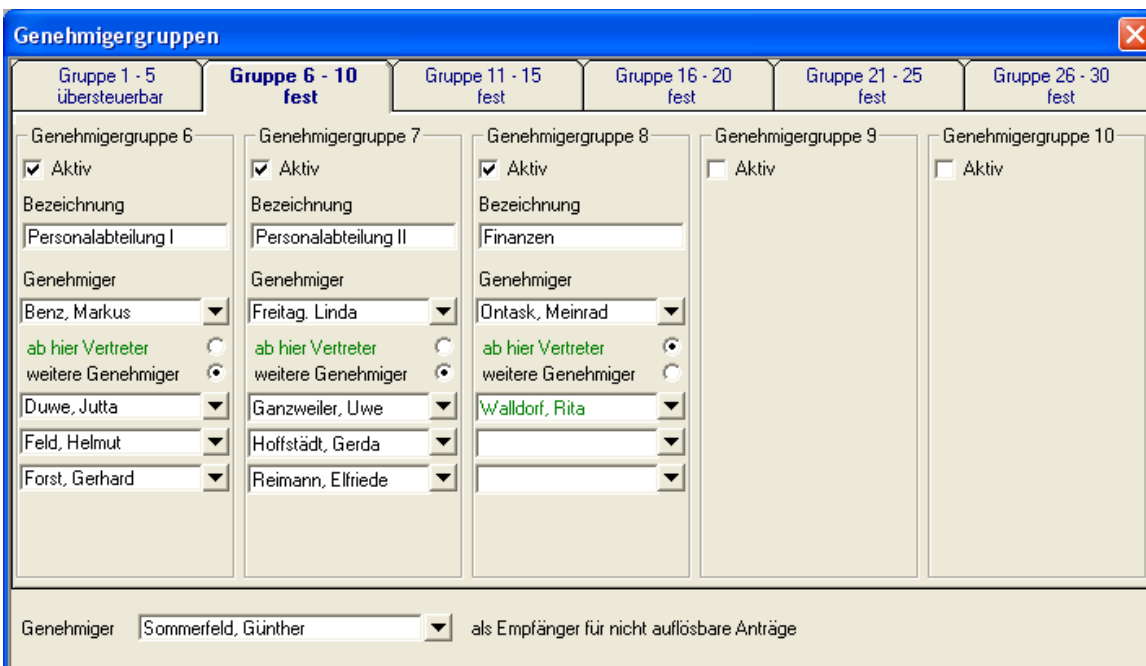 Genehmigergruppen
Gruppe 1 - 5
übersteuerbar
Gruppe 6 - 10
fest
Gruppe 11 - 15
fest
Gruppe 16 - 20
fest
Gruppe 21 - 25
fest
Gruppe 26 - 30
fest
Genehmigergruppe 6
Aktiv
Bezeichnung
Personalabteilung I
Genehmiger
Benz, Markus
ab hier Vertreter
weitere Genehmiger
Duwe, Jutta
Feld, Helmut
Forst, Gerhard
Genehmigergruppe 7
Aktiv
Bezeichnung
Personalabteilung II
Genehmiger
Freitag. Linda
ab hier Vertreter
weitere Genehmiger
Ganzweiler, Uwe
Hoffstädt, Gerda
Reimann, Elfriede
Genehmigergruppe 8
Aktiv
Bezeichnung
Finanzen
Genehmiger
Ontask, Meinrad
ab hier Vertreter
weitere Genehmiger
Walldorf, Rita
Genehmigergruppe 9
Aktiv
Genehmigergruppe 10
Aktiv
Genehmiger Sommerfeld, Günther als Empfänger für nicht auflösbare Anträge